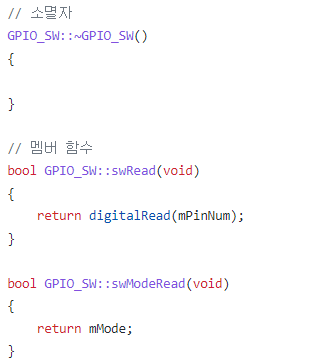 // 소멸자
GPIO_SW::~GPIO_SW()
{
}
// 멤버 함수
bool GPIO_SW::swRead(void)
{
    return digitalRead(mPinNum);
}
bool GPIO_SW::swModeRead(void)
{
    return mMode;
}